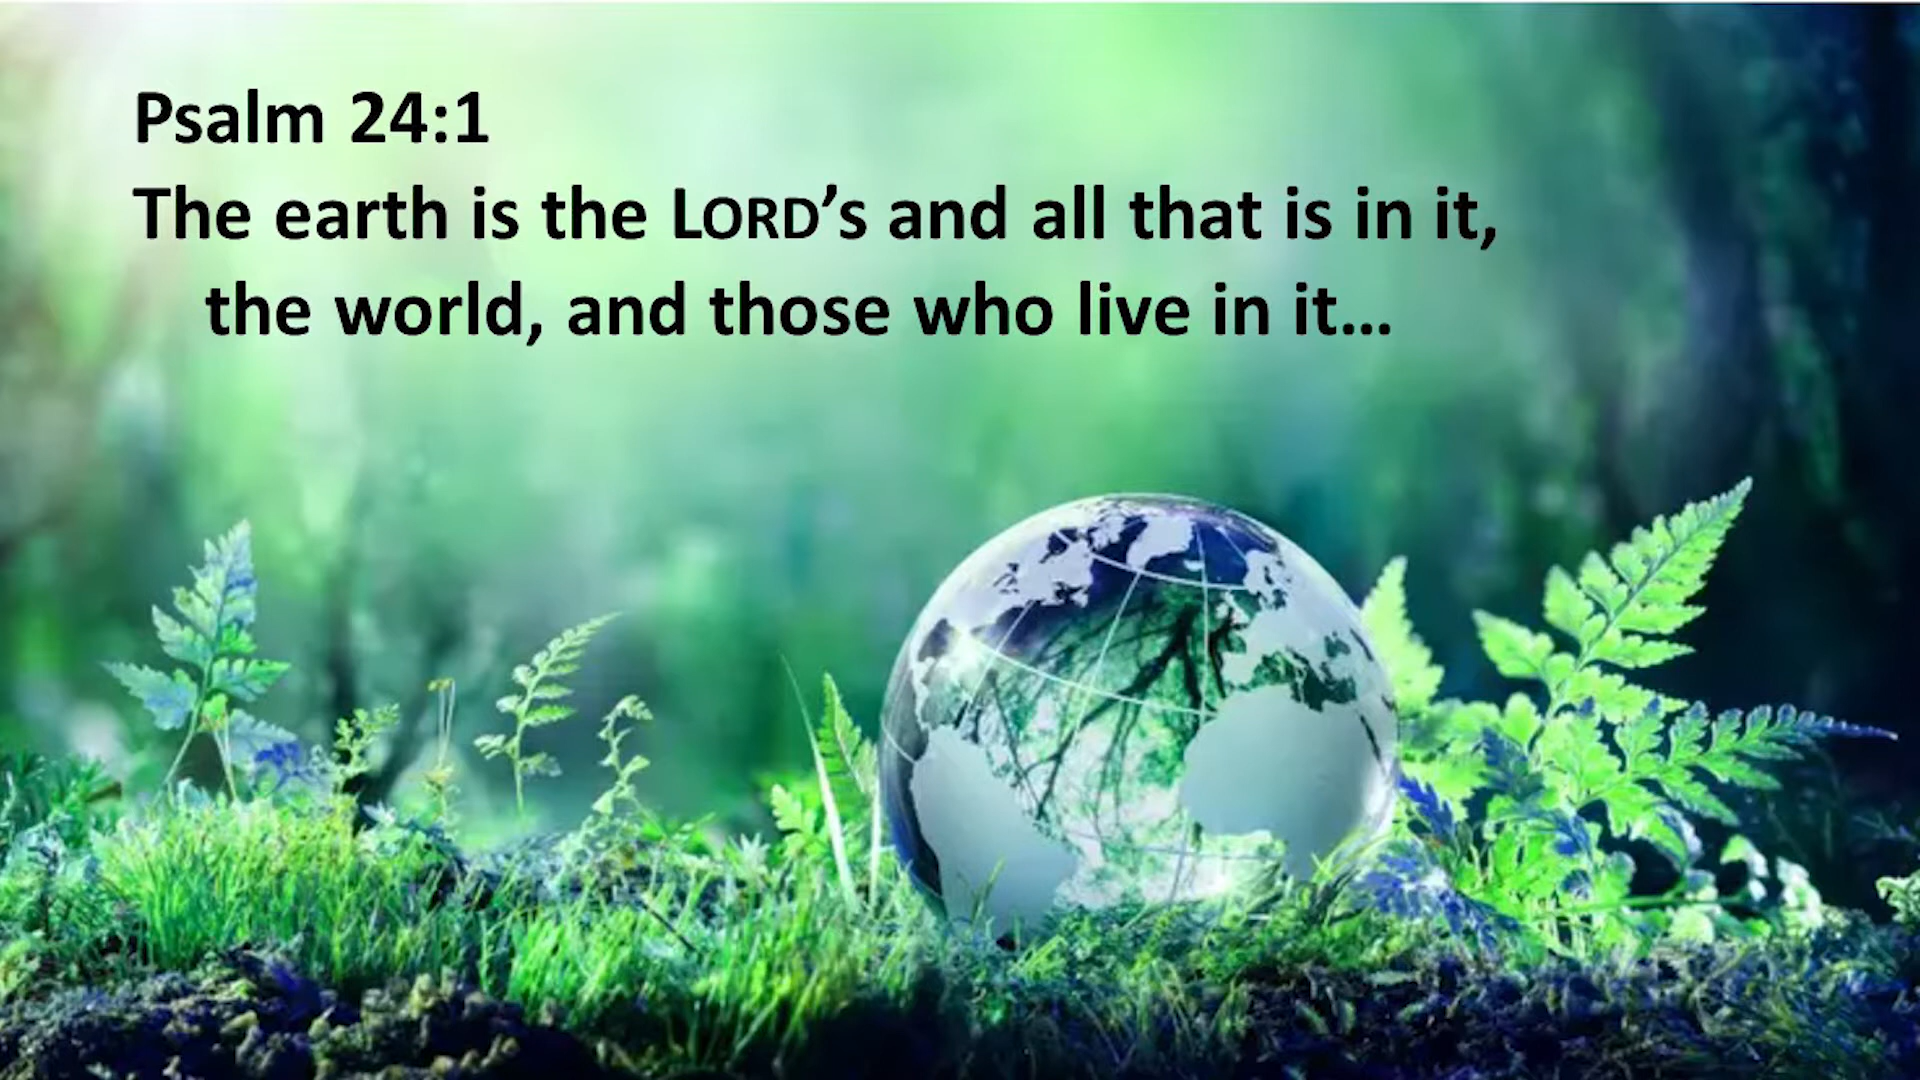 Psalm 24:1
The earth is the LORD’s and all that is in it,
the world, and those who live in it…